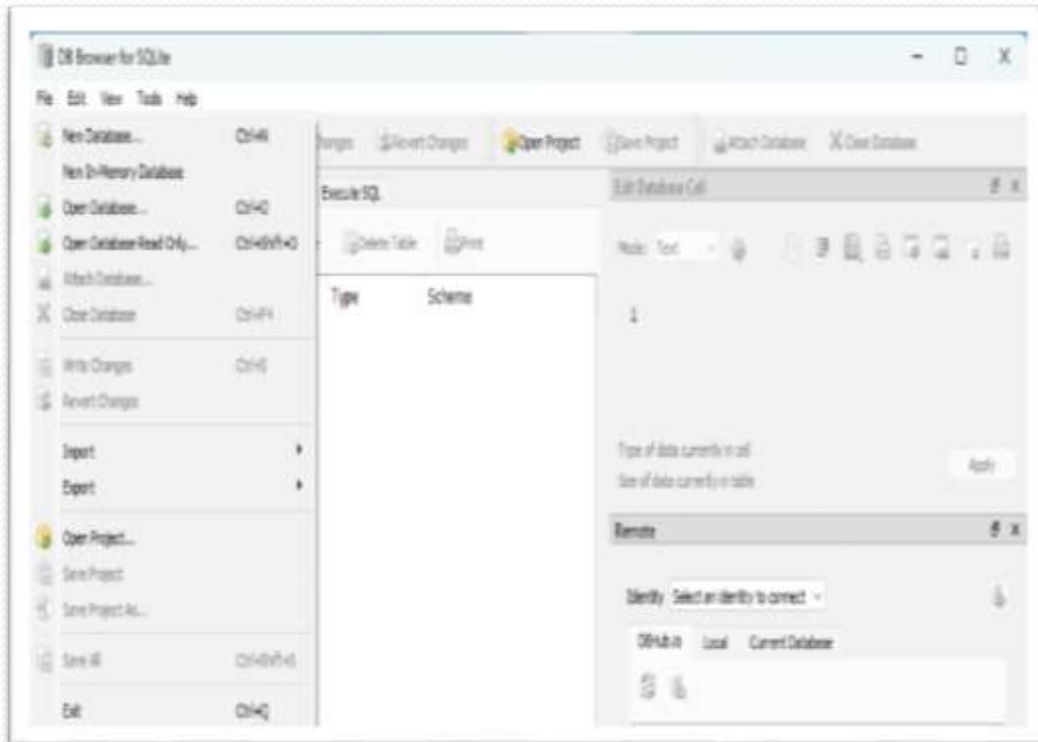 DB Browser for SQLite
File Edit View Tools Help
New Database... Ctrl+N
New In-Memory Database
Open Database... Ctrl+O
Open Database Read Only... Ctrl+Shift+O
Attach Database...
Close Database Ctrl+F4
Write Changes Ctrl+S
Revert Changes
Import
Export
Open Project...
Save Project
Save Project As...
Save All Ctrl+Shift+S
Exit Ctrl+Q
Changes Revert Changes Open Project Save Project Attach Database Close Database
Execute SQL
Delete Table Print
Type Schema
Edit Database Cell
Mode: Text
1
Type of data currently in cell
Size of data currently in table
Apply
Remote
Identity Select an identity to connect
DBHub.io Local Current Database